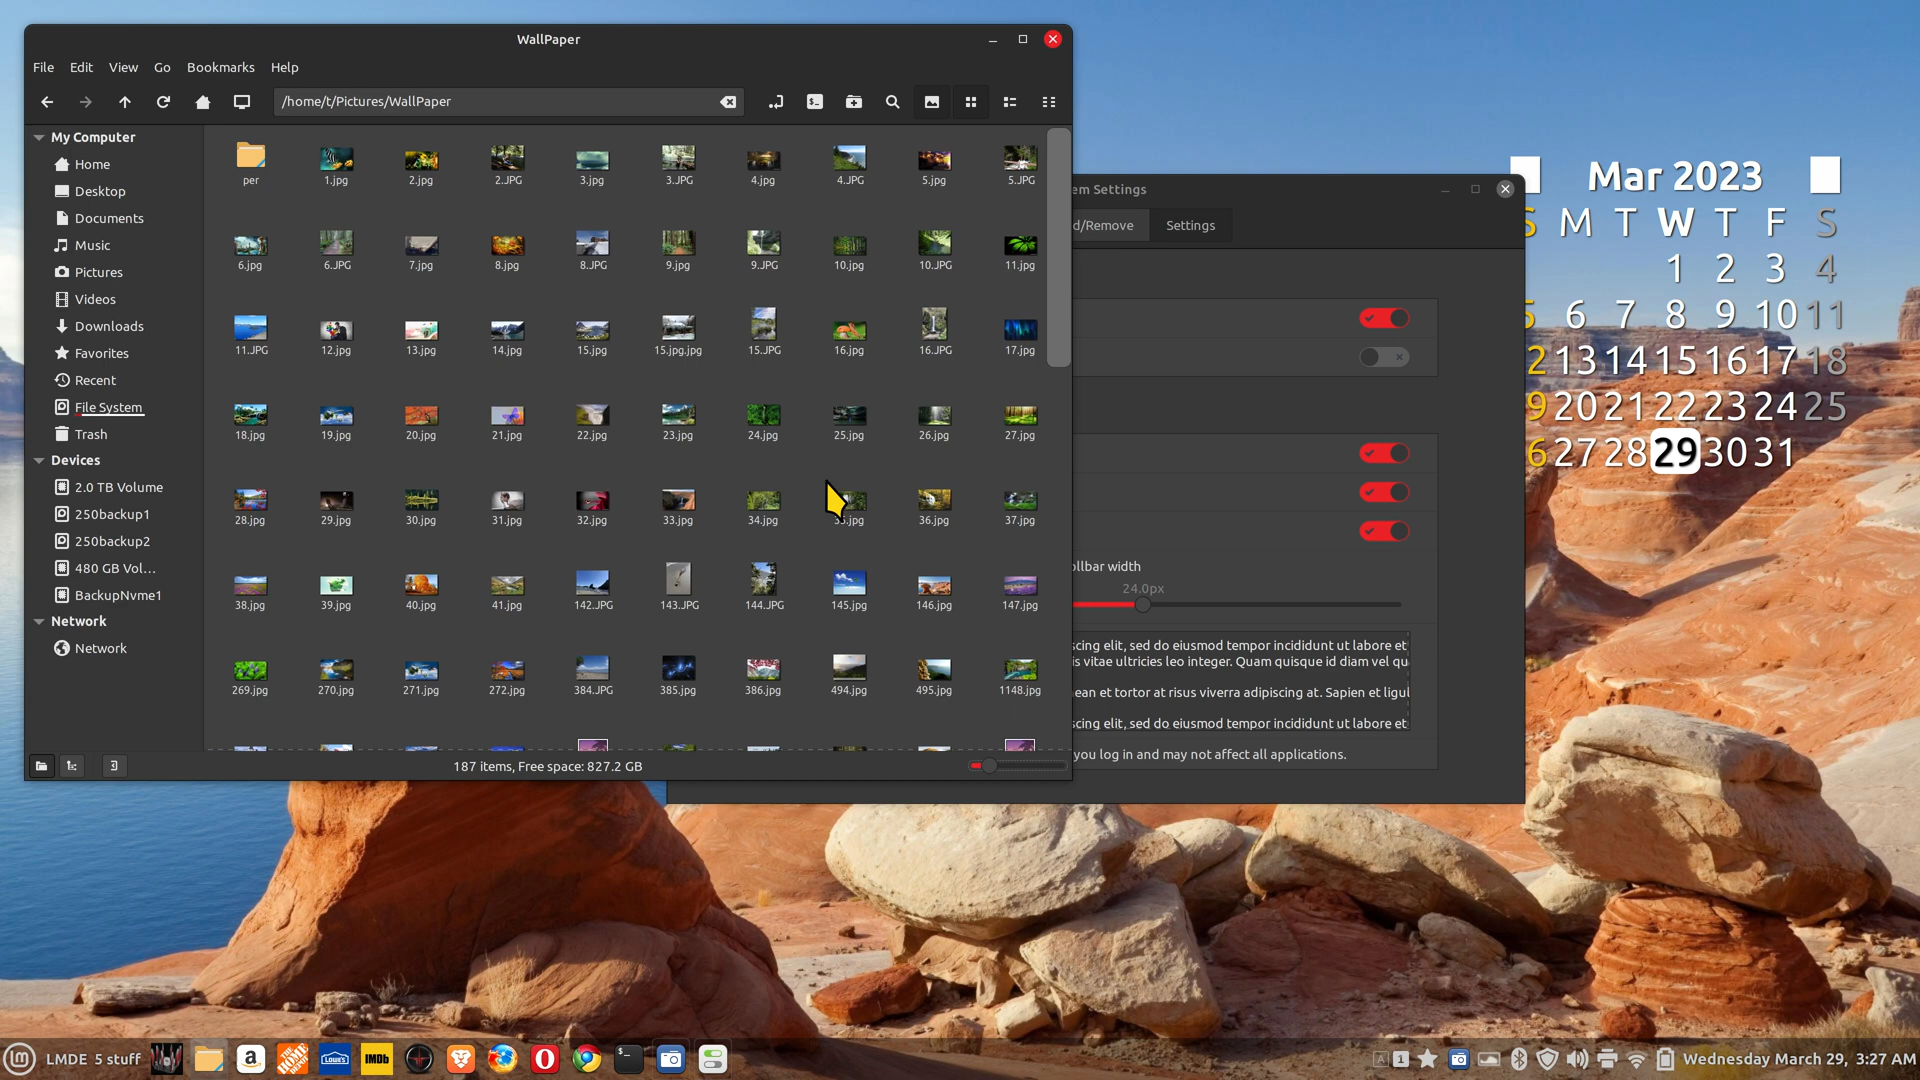 WallPaper
File Edit View Go Bookmarks Help
/home/t/Pictures/WallPaper
My Computer
Home
Desktop
Documents
Music
Pictures
Videos
Downloads
Favorites
Recent
File System
Trash
Devices
2.0 TB Volume
250backup1
250backup2
480 GB Vol...
BackupNvme1
Network
Network
per 1.jpg 2.jpg 2.JPG 3.jpg 3.JPG 4.jpg 4.JPG 5.jpg 5.JPG
6.jpg 6.JPG 7.jpg 8.jpg 8.JPG 9.jpg 9.JPG 10.jpg 10.JPG 11.jpg
11.JPG 12.jpg 13.jpg 14.jpg 15.jpg 15.jpg.jpg 15.JPG 16.jpg 16.JPG 17.jpg
18.jpg 19.jpg 20.jpg 21.jpg 22.jpg 23.jpg 24.jpg 25.jpg 26.jpg 27.jpg
28.jpg 29.jpg 30.jpg 31.jpg 32.jpg 33.jpg 34.jpg .jpg 36.jpg 37.jpg
38.jpg 39.jpg 40.jpg 41.jpg 142.JPG 143.JPG 144.JPG 145.jpg 146.jpg 147.jpg
269.jpg 270.jpg 271.jpg 272.jpg 384.JPG 385.jpg 386.jpg 494.jpg 495.jpg 1148.jpg
187 items, Free space: 827.2 GB
em Settings
d/Remove Settings
ollbar width
24.0px
scing elit, sed do eiusmod tempor incididunt ut labore et
is vitae ultricies leo integer. Quam quisque id diam vel qu
ean et tortor at risus viverra adipiscing at. Sapien et ligul
scing elit, sed do eiusmod tempor incididunt ut labore et
you log in and may not affect all applications.
Mar 2023
S M T W T F S
1 2 3 4
5 6 7 8 9 10 11
2 13 14 15 16 17 18
9 20 21 22 23 24 25
6 27 28 29 30 31
LMDE 5 stuff
a
THE HOME DEPOT
LOWE'S
IMDb
A 1
Wednesday March 29, 3:27 AM